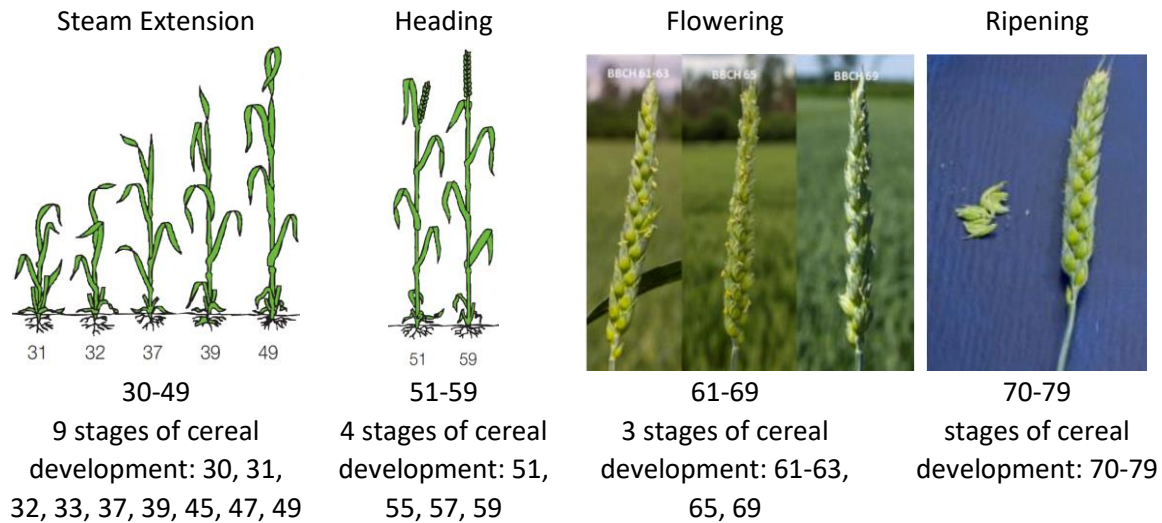 Steam Extension
Heading
Flowering
Ripening
BBCH 61-63
BBCH 65
BBCH 69
31 32 37 39 49
51 59
30-49
9 stages of cereal
development: 30, 31,
32, 33, 37, 39, 45, 47, 49
51-59
4 stages of cereal
development: 51,
55, 57, 59
61-69
3 stages of cereal
development: 61-63,
65, 69
70-79
stages of cereal
development: 70-79